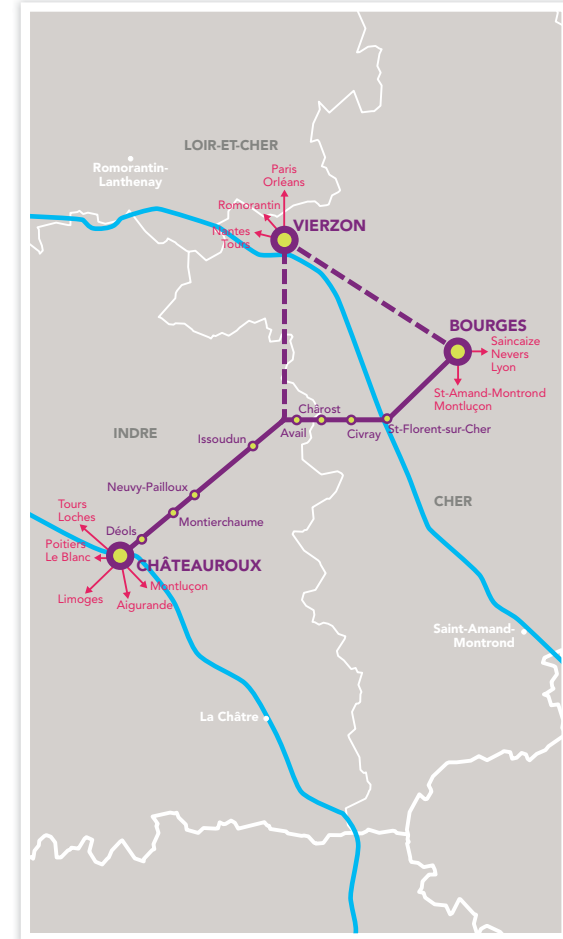 LOIR-ET-CHER
Romorantin-
Lanthenay
Paris
Orléans
Romorantin
VIERZON
Nantes
Tours
BOURGES
Saincaize
Nevers
Lyon
St-Amand-Montrond
Montluçon
Chârost
Avail
Civray
St-Florent-sur-Cher
INDRE
Issoudun
Neuvy-Pailloux
CHER
Tours
Loches
Montierchaume
Déols
Poitiers
Le Blanc
CHÂTEAUROUX
Montluçon
Limoges
Aigurande
Saint-Amand-
Montrond
La Châtre